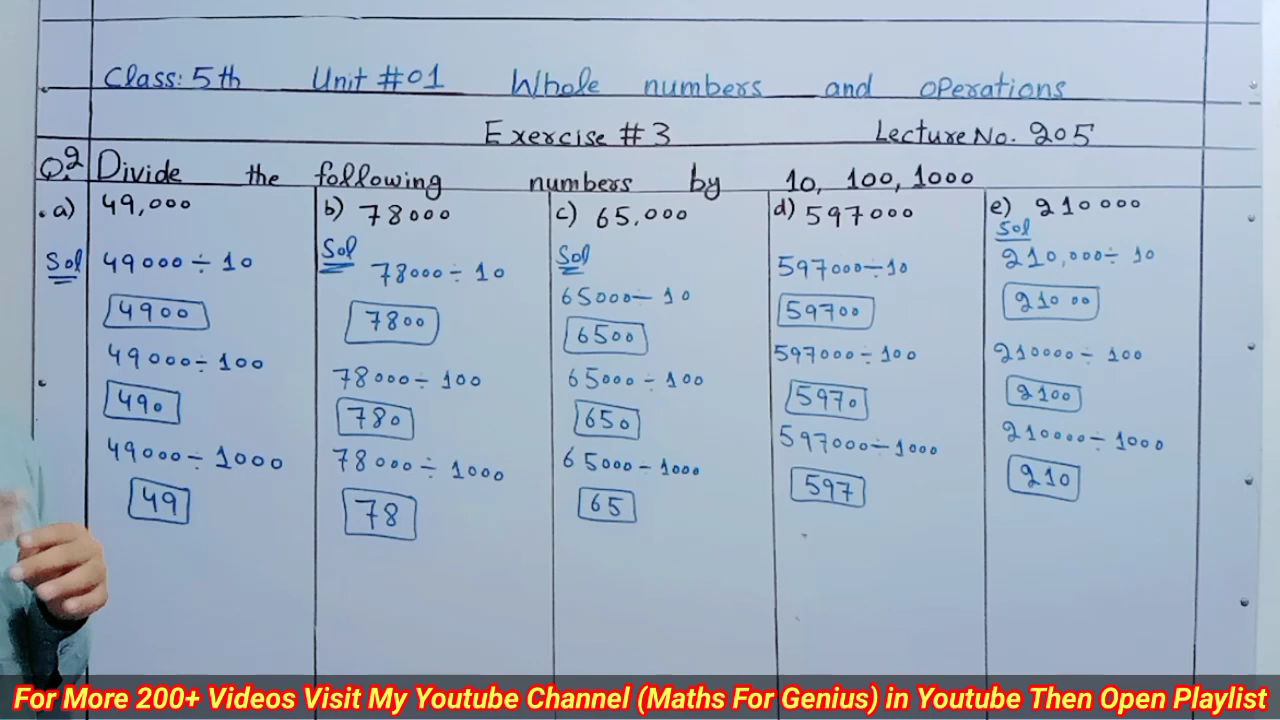 Class: 5th Unit #01 Whole numbers and operations
Exercise #3 Lecture No. 205
Q.2 Divide the following numbers by 10, 100, 1000
a) 49,000
Sol
49000 ÷ 10
4900
49000 ÷ 100
490
49000 ÷ 1000
49
b) 78000
Sol
78000 ÷ 10
7800
78000 ÷ 100
780
78000 ÷ 1000
78
c) 65,000
Sol
65000 ÷ 10
6500
65000 ÷ 100
650
65000 ÷ 1000
65
d) 597000
597000 ÷ 10
59700
597000 ÷ 100
5970
597000 ÷ 1000
597
e) 210000
Sol
210,000 ÷ 10
21000
210000 ÷ 100
2100
210000 ÷ 1000
210
For More 200+ Videos Visit My Youtube Channel (Maths For Genius) in Youtube Then Open Playlist